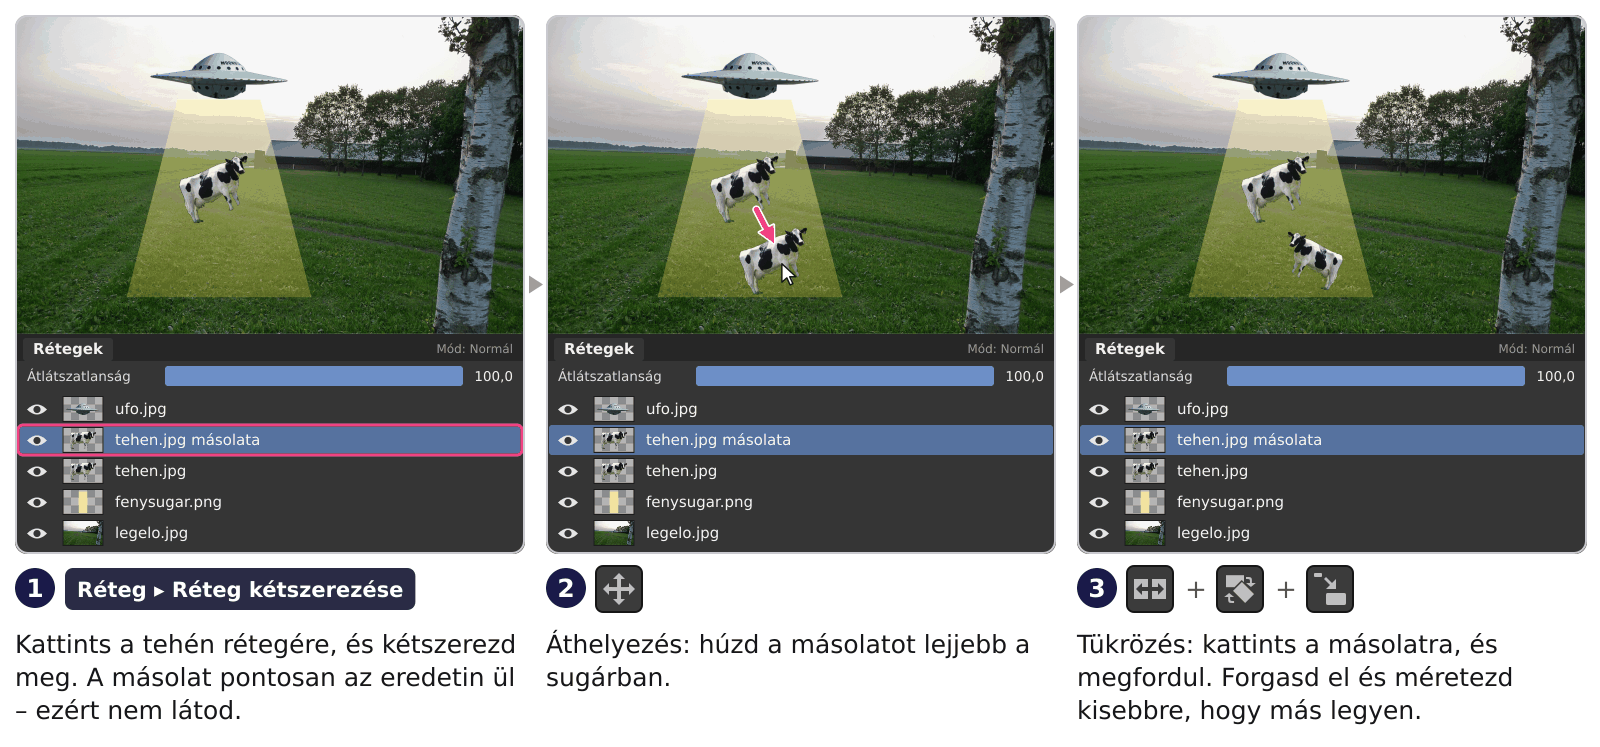 Rétegek
Mód: Normál
Átlátszatlanság
100,0
ufo.jpg
tehen.jpg másolata
tehen.jpg
fenysugar.png
legelo.jpg
1 Réteg ▸ Réteg kétszerezése
Kattints a tehén rétegére, és kétszerezd
meg. A másolat pontosan az eredetin ül
– ezért nem látod.
Rétegek
Mód: Normál
Átlátszatlanság
100,0
ufo.jpg
tehen.jpg másolata
tehen.jpg
fenysugar.png
legelo.jpg
2
Áthelyezés: húzd a másolatot lejjebb a
sugárban.
Rétegek
Mód: Normál
Átlátszatlanság
100,0
ufo.jpg
tehen.jpg másolata
tehen.jpg
fenysugar.png
legelo.jpg
3 + +
Tükrözés: kattints a másolatra, és
megfordul. Forgasd el és méretezd
kisebbre, hogy más legyen.